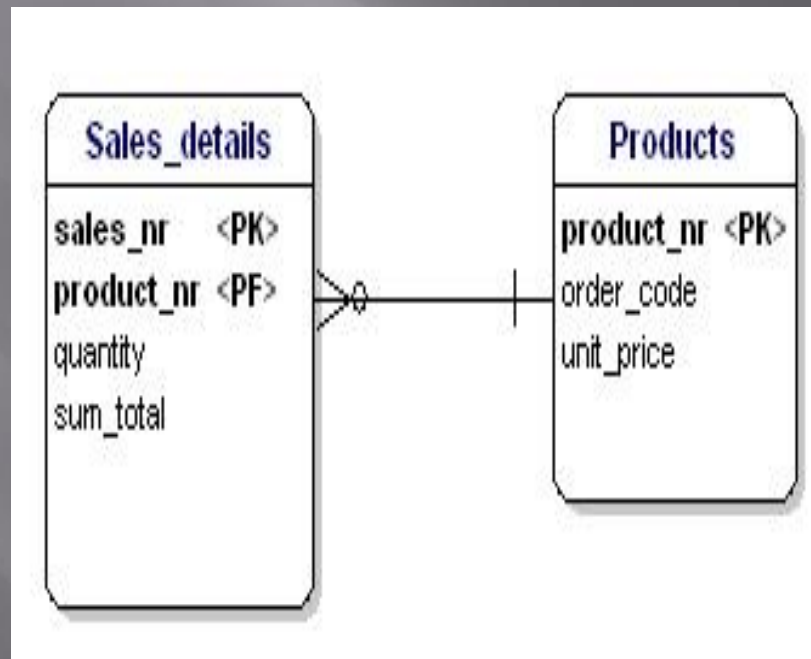 Sales_details
sales_nr <PK>
product_nr <PF>
quantity
sum_total
Products
product_nr <PK>
order_code
unit_price